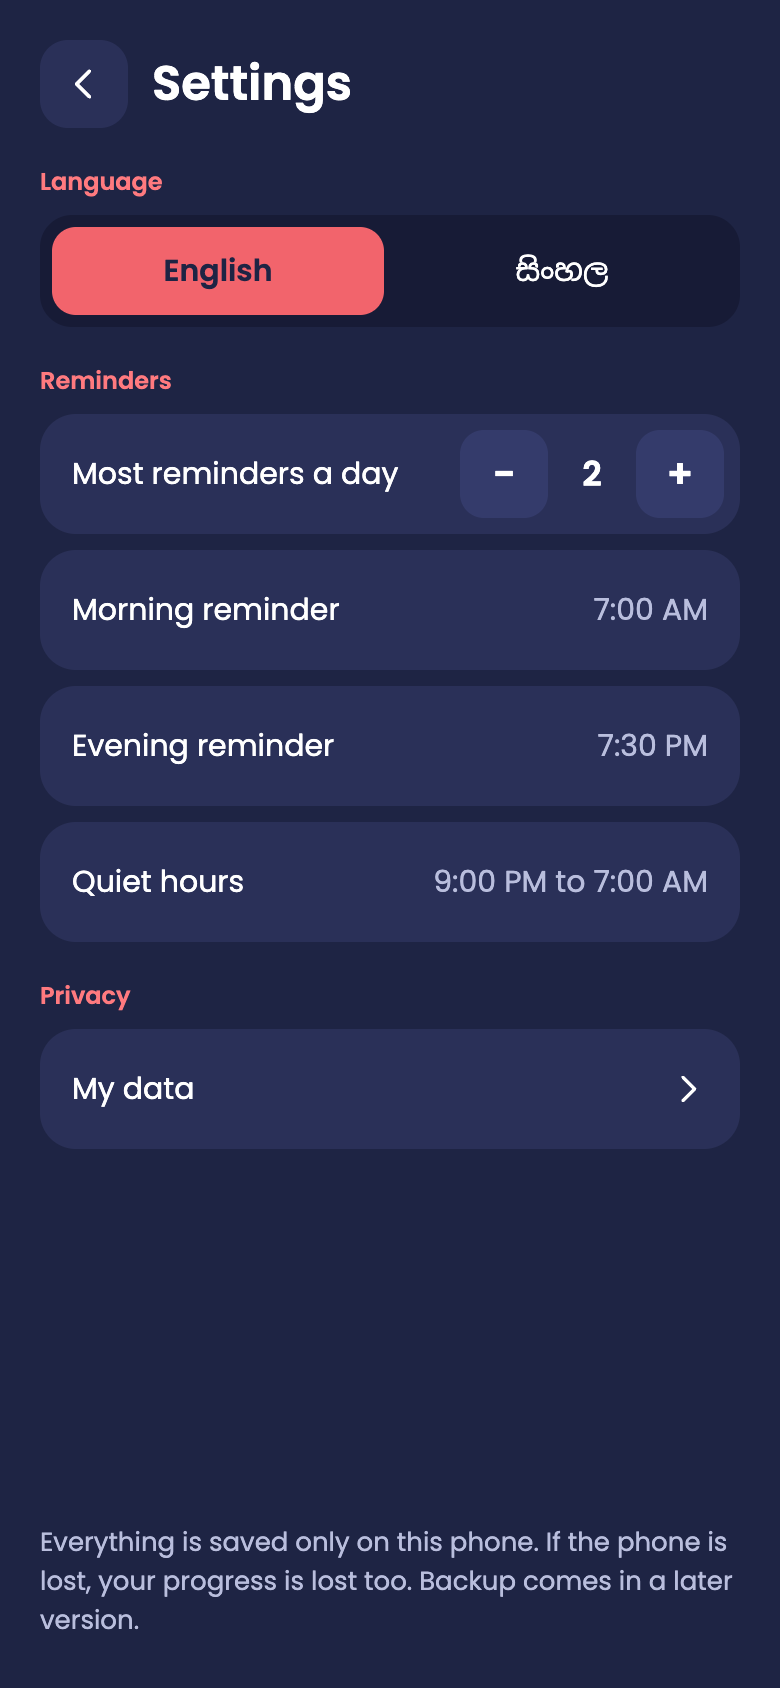 Settings
Language
English
සිංහල
Reminders
Most reminders a day
− 2 +
Morning reminder 7:00 AM
Evening reminder 7:30 PM
Quiet hours 9:00 PM to 7:00 AM
Privacy
My data
Everything is saved only on this phone. If the phone is
lost, your progress is lost too. Backup comes in a later
version.